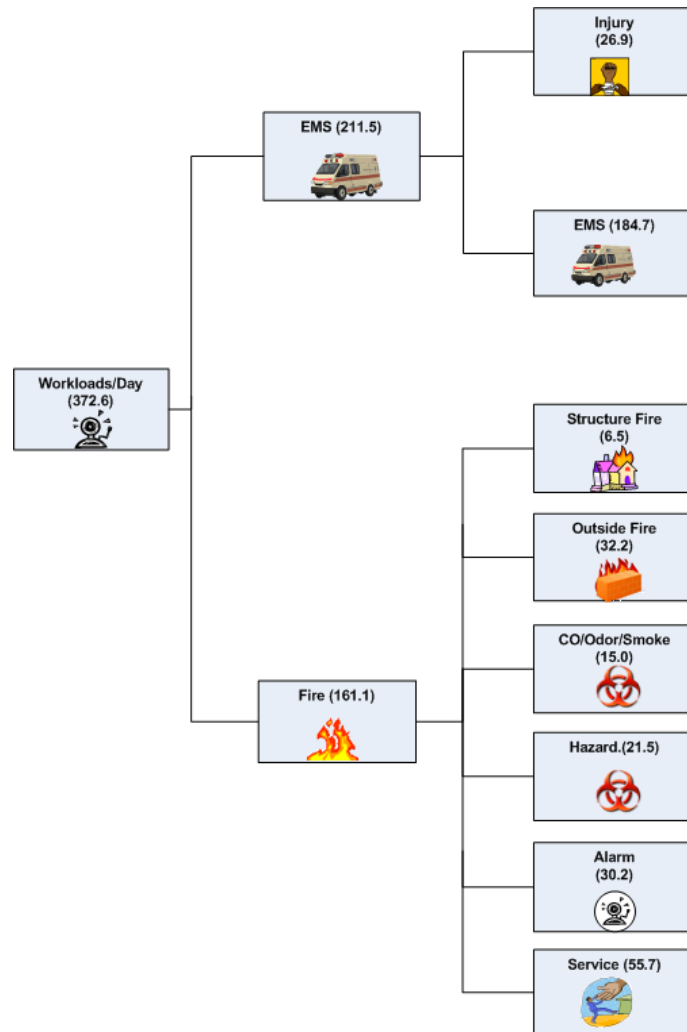 Injury
(26.9)
EMS (211.5)
EMS (184.7)
Workloads/Day
(372.6)
Structure Fire
(6.5)
Outside Fire
(32.2)
CO/Odor/Smoke
(15.0)
Fire (161.1)
Hazard.(21.5)
Alarm
(30.2)
Service (55.7)